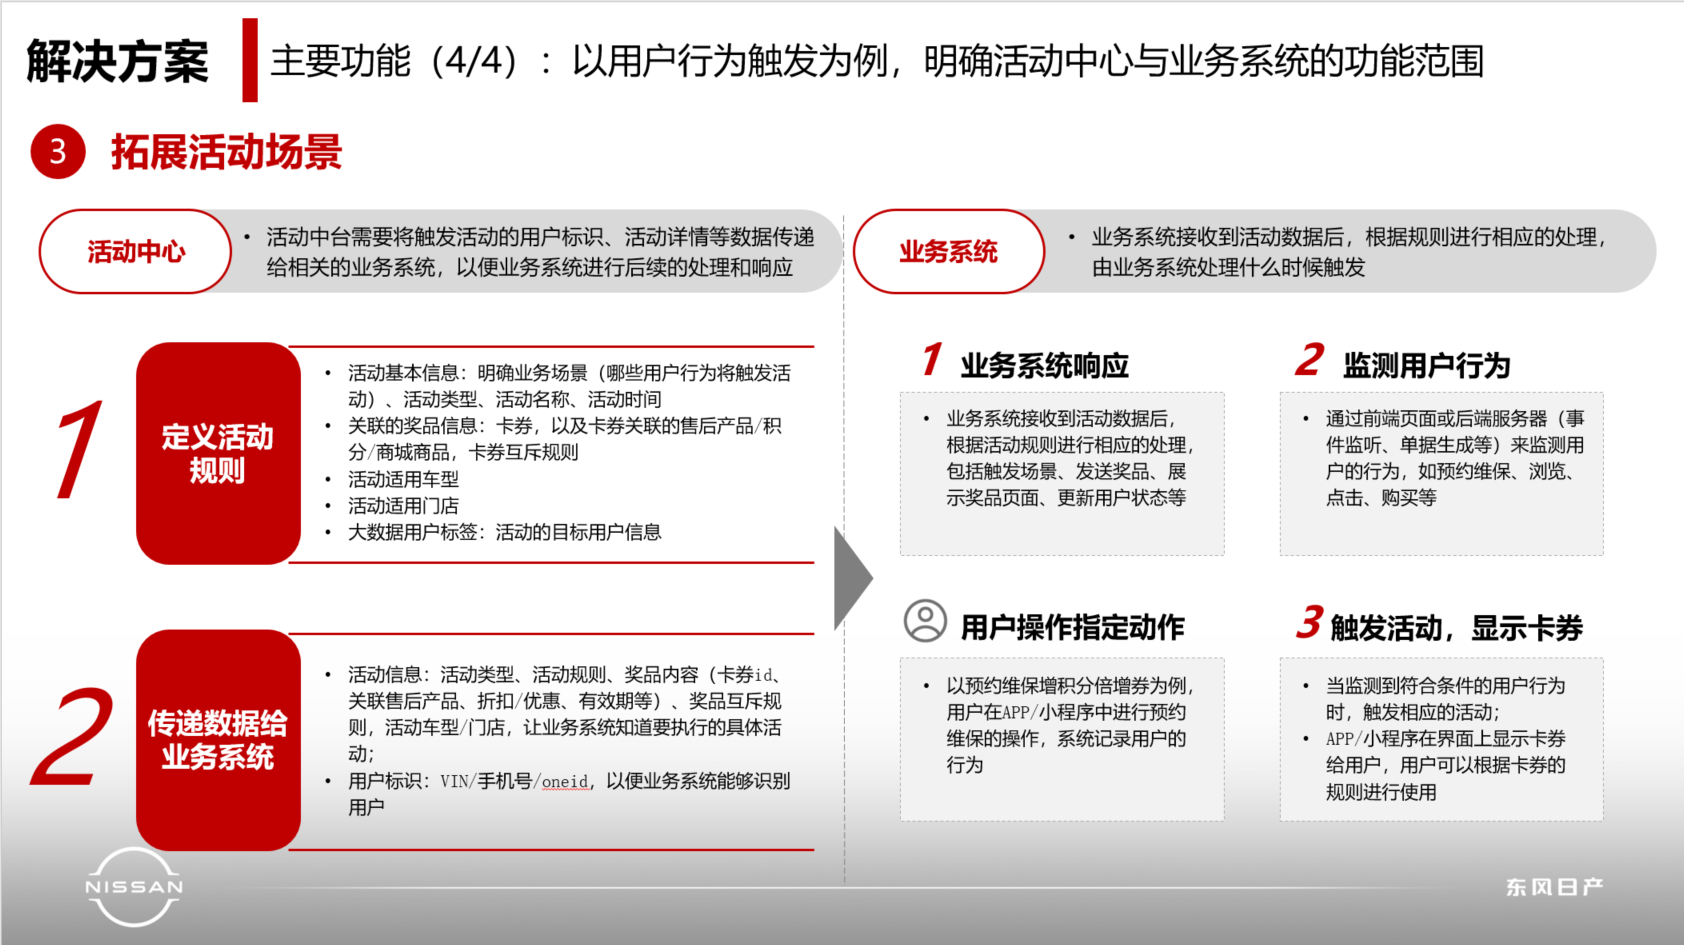 解决方案
主要功能（4/4）：以用户行为触发为例，明确活动中心与业务系统的功能范围
3
拓展活动场景
活动中心
• 活动中台需要将触发活动的用户标识、活动详情等数据传递
给相关的业务系统，以便业务系统进行后续的处理和响应
1
定义活动
规则
• 活动基本信息：明确业务场景（哪些用户行为将触发活
动）、活动类型、活动名称、活动时间
• 关联的奖品信息：卡券，以及卡券关联的售后产品/积
分/商城商品，卡券互斥规则
• 活动适用车型
• 活动适用门店
• 大数据用户标签：活动的目标用户信息
2
传递数据给
业务系统
• 活动信息：活动类型、活动规则、奖品内容（卡券id、
关联售后产品、折扣/优惠、有效期等）、奖品互斥规
则，活动车型/门店，让业务系统知道要执行的具体活
动；
• 用户标识：VIN/手机号/oneid，以便业务系统能够识别
用户
业务系统
• 业务系统接收到活动数据后，根据规则进行相应的处理，
由业务系统处理什么时候触发
1 业务系统响应
• 业务系统接收到活动数据后，
根据活动规则进行相应的处理，
包括触发场景、发送奖品、展
示奖品页面、更新用户状态等
2 监测用户行为
• 通过前端页面或后端服务器（事
件监听、单据生成等）来监测用
户的行为，如预约维保、浏览、
点击、购买等
用户操作指定动作
• 以预约维保增积分倍增券为例，
用户在APP/小程序中进行预约
维保的操作，系统记录用户的
行为
3 触发活动，显示卡券
• 当监测到符合条件的用户行为
时，触发相应的活动；
• APP/小程序在界面上显示卡券
给用户，用户可以根据卡券的
规则进行使用
NISSAN
东风日产